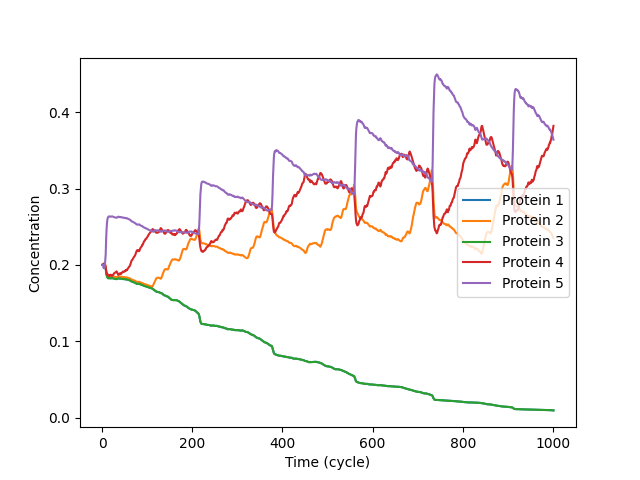 0.4
0.3
0.2
0.1
0.0
Concentration
Protein 1
Protein 2
Protein 3
Protein 4
Protein 5
0
200
400
600
800
1000
Time (cycle)